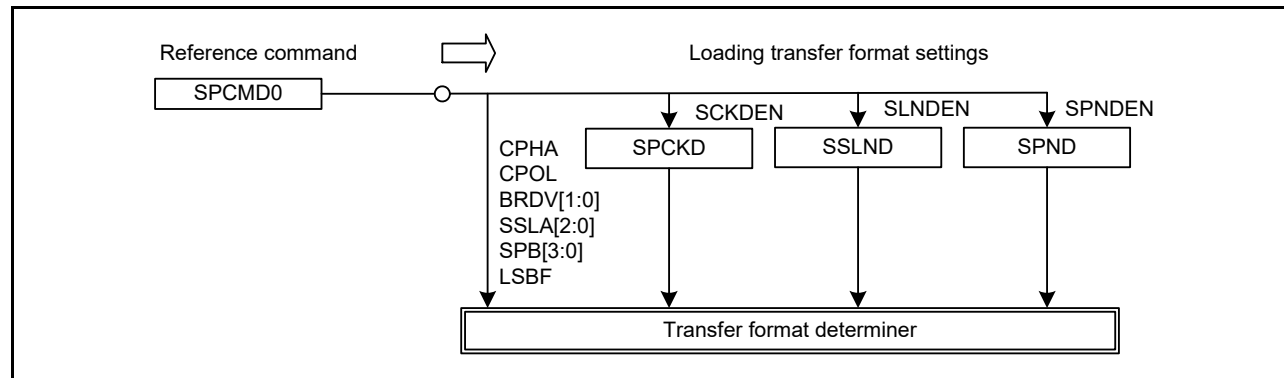 Reference command
Loading transfer format settings
SPCMD0
SCKDEN
SLNDEN
SPNDEN
CPHA
CPOL
BRDV[1:0]
SSLA[2:0]
SPB[3:0]
LSBF
SPCKD
SSLND
SPND
Transfer format determiner